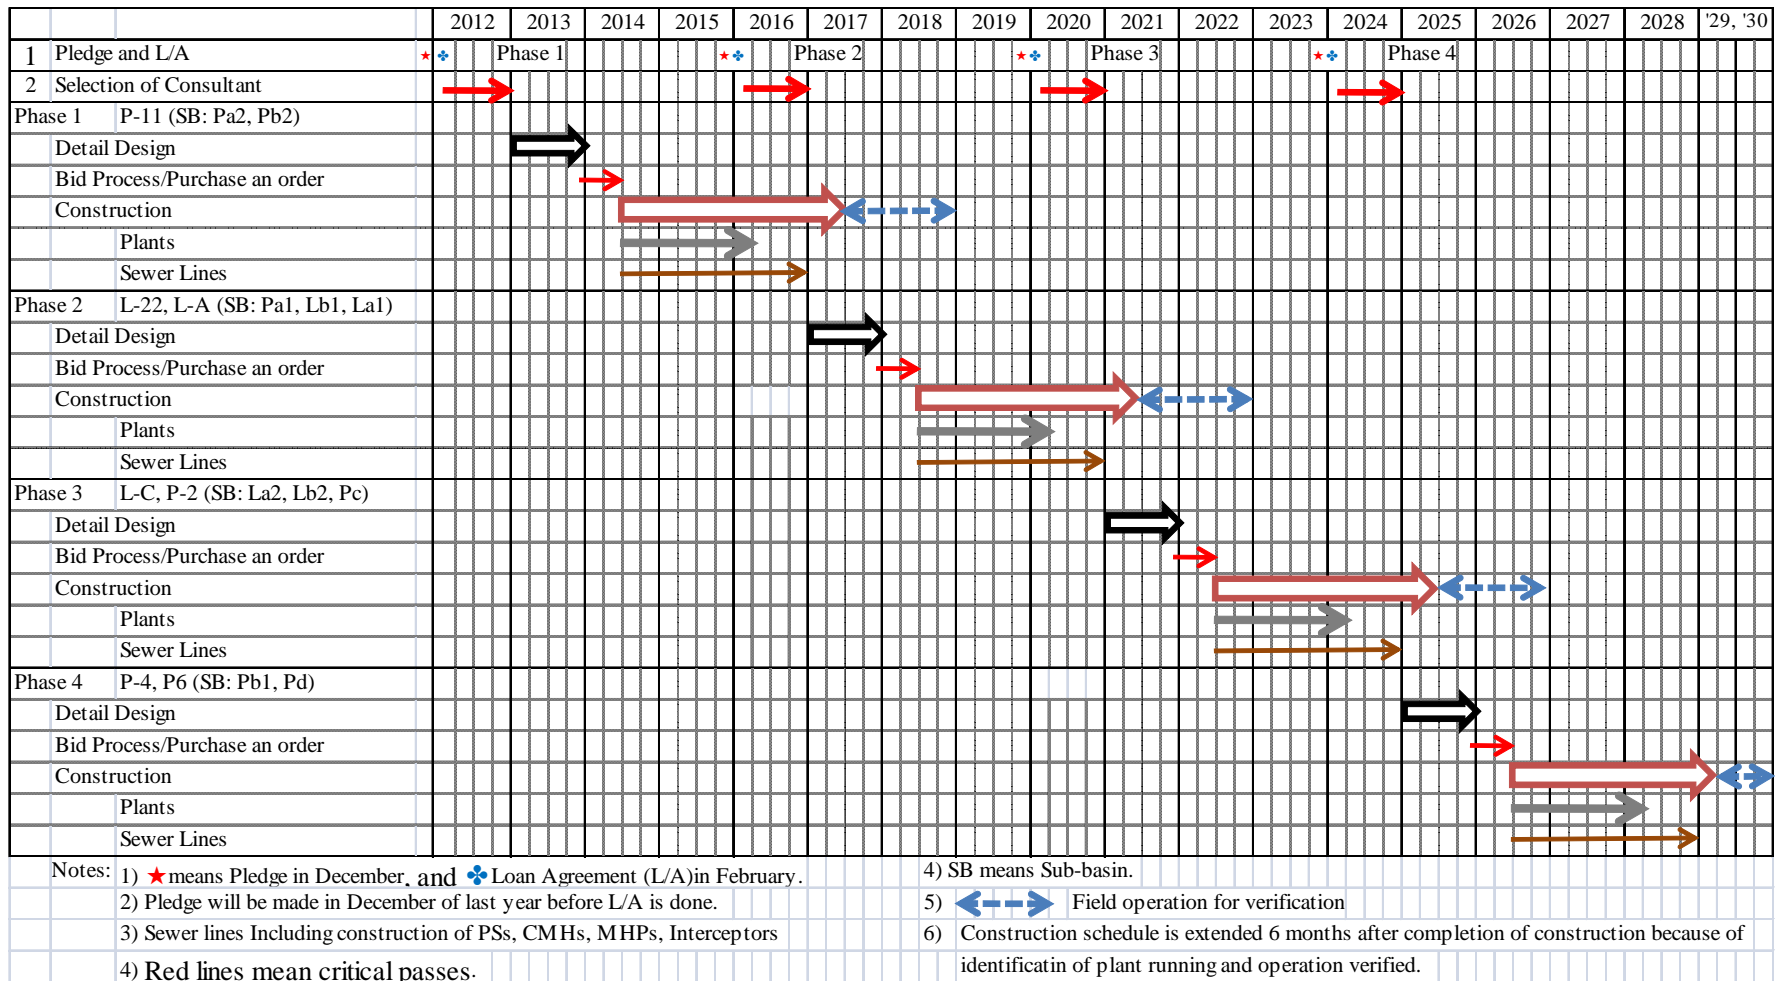 2012 2013 2014 2015 2016 2017 2018 2019 2020 2021 2022 2023 2024 2025 2026 2027 2028 '29, '30
1 Pledge and L/A Phase 1 Phase 2 Phase 3 Phase 4
2 Selection of Consultant
Phase 1 P-11 (SB: Pa2, Pb2)
Detail Design
Bid Process/Purchase an order
Construction
Plants
Sewer Lines
Phase 2 L-22, L-A (SB: Pa1, Lb1, La1)
Detail Design
Bid Process/Purchase an order
Construction
Plants
Sewer Lines
Phase 3 L-C, P-2 (SB: La2, Lb2, Pc)
Detail Design
Bid Process/Purchase an order
Construction
Plants
Sewer Lines
Phase 4 P-4, P6 (SB: Pb1, Pd)
Detail Design
Bid Process/Purchase an order
Construction
Plants
Sewer Lines
Notes: 1) ★means Pledge in December, and ✤Loan Agreement (L/A)in February.
2) Pledge will be made in December of last year before L/A is done.
3) Sewer lines Including construction of PSs, CMHs, MHPs, Interceptors
4) Red lines mean critical passes.
4) SB means Sub-basin.
5) Field operation for verification
6) Construction schedule is extended 6 months after completion of construction because of
identificatin of plant running and operation verified.